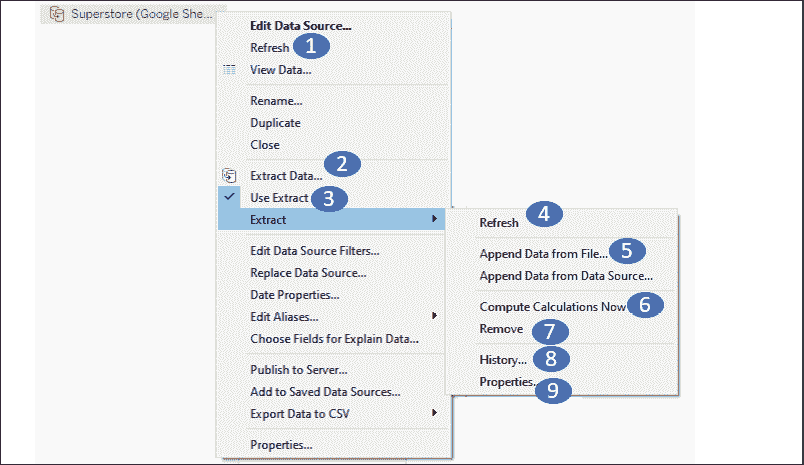 Superstore (Google She...
Edit Data Source...
Refresh 1
View Data...
Rename...
Duplicate
Close
2
Extract Data...
Use Extract 3
Extract
Edit Data Source Filters...
Replace Data Source...
Date Properties...
Edit Aliases...
Choose Fields for Explain Data...
Publish to Server...
Add to Saved Data Sources...
Export Data to CSV
Properties...
Refresh 4
Append Data from File... 5
Append Data from Data Source...
Compute Calculations Now 6
Remove 7
History... 8
Properties... 9